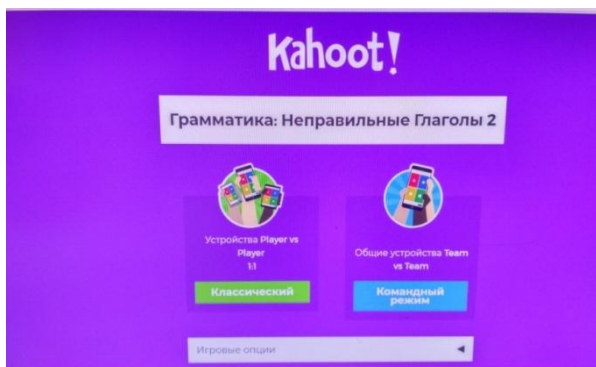 Kahoot!
Грамматика: Неправильные Глаголы 2
Устройства Player vs
Player
1:1
Классический
Общие устройства Team
vs Team
Командный
режим
Игровые опции